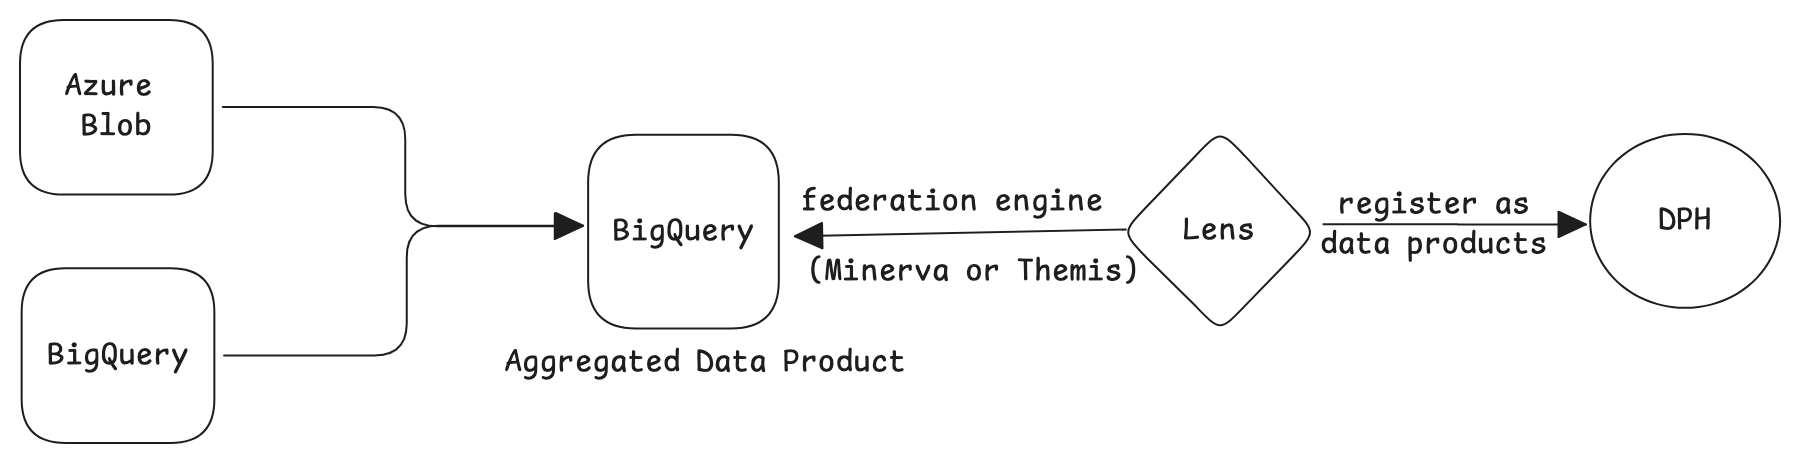 Azure
Blob
BigQuery
BigQuery
Aggregated Data Product
federation engine
(Minerva or Themis)
Lens
register as
data products
DPH